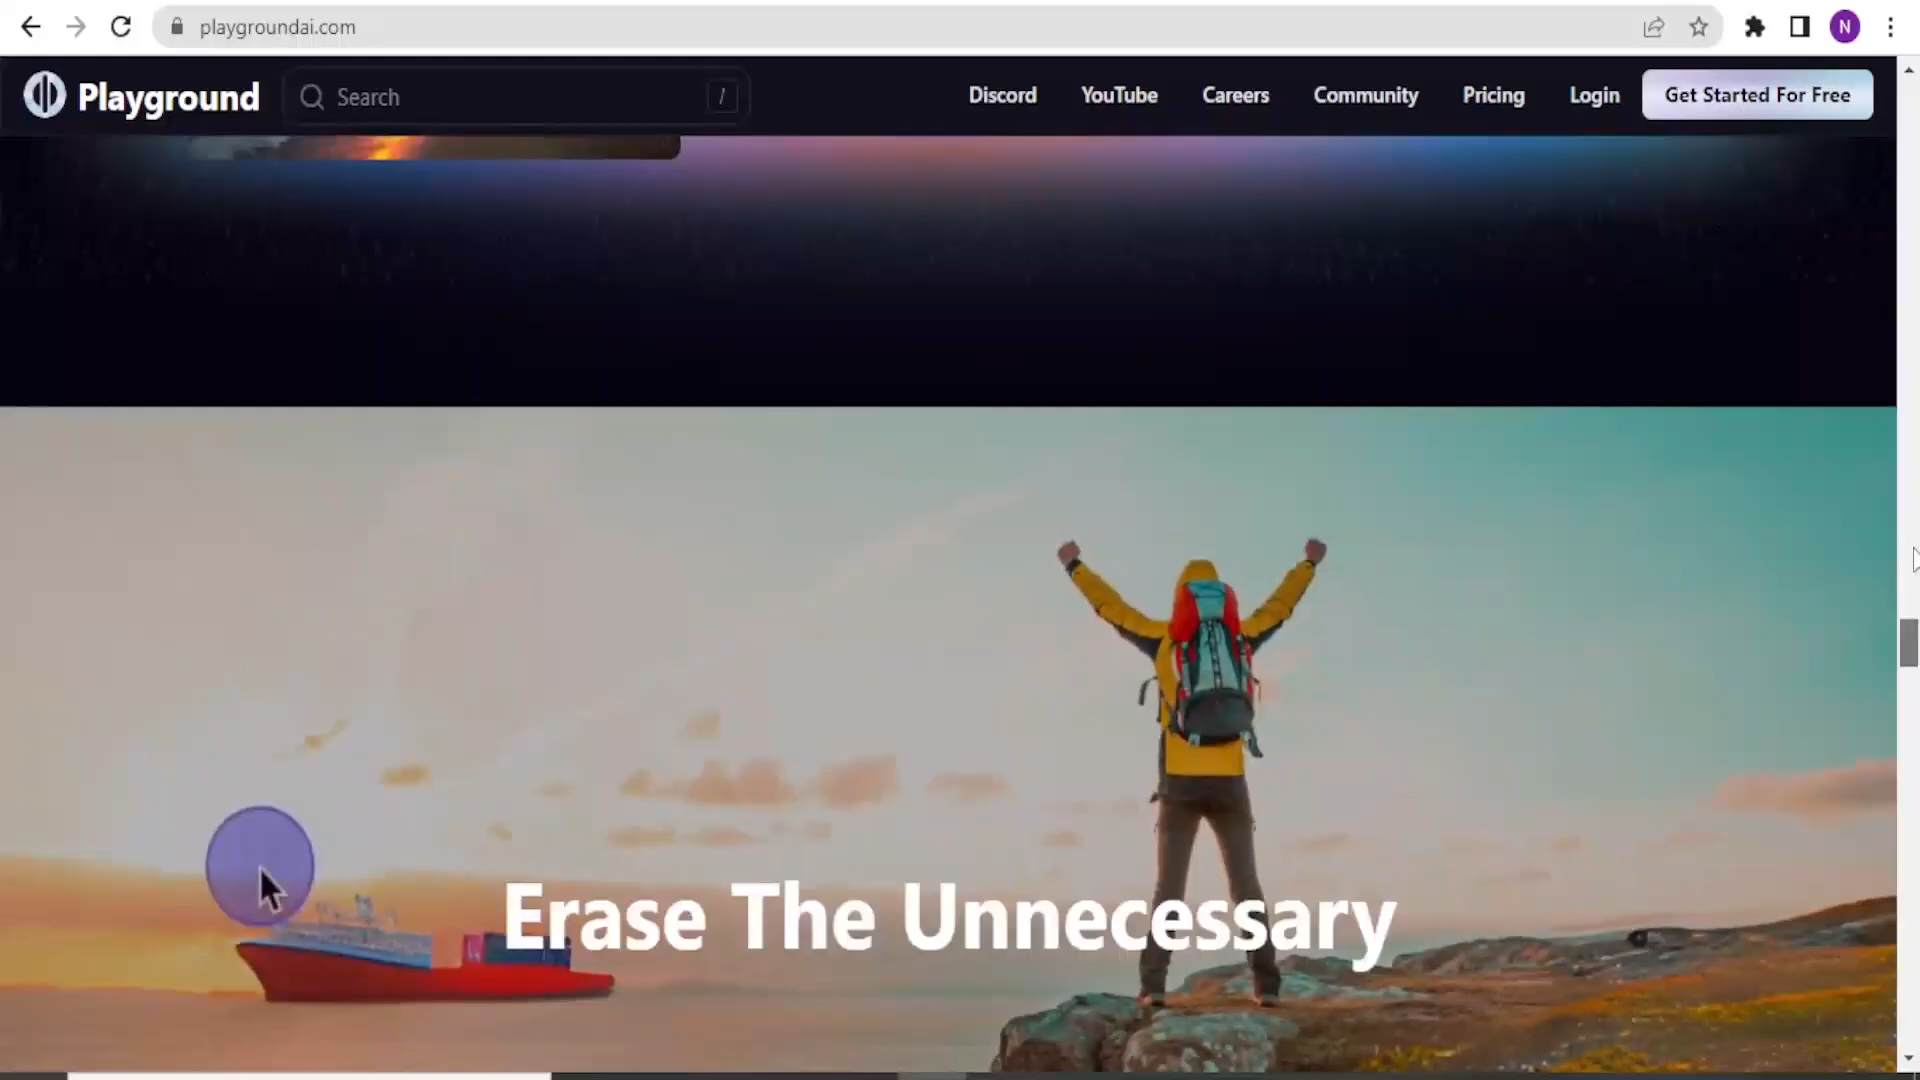 playgroundai.com
N
Playground
Search
/
Discord
YouTube
Careers
Community
Pricing
Login
Get Started For Free
Erase The Unnecessary